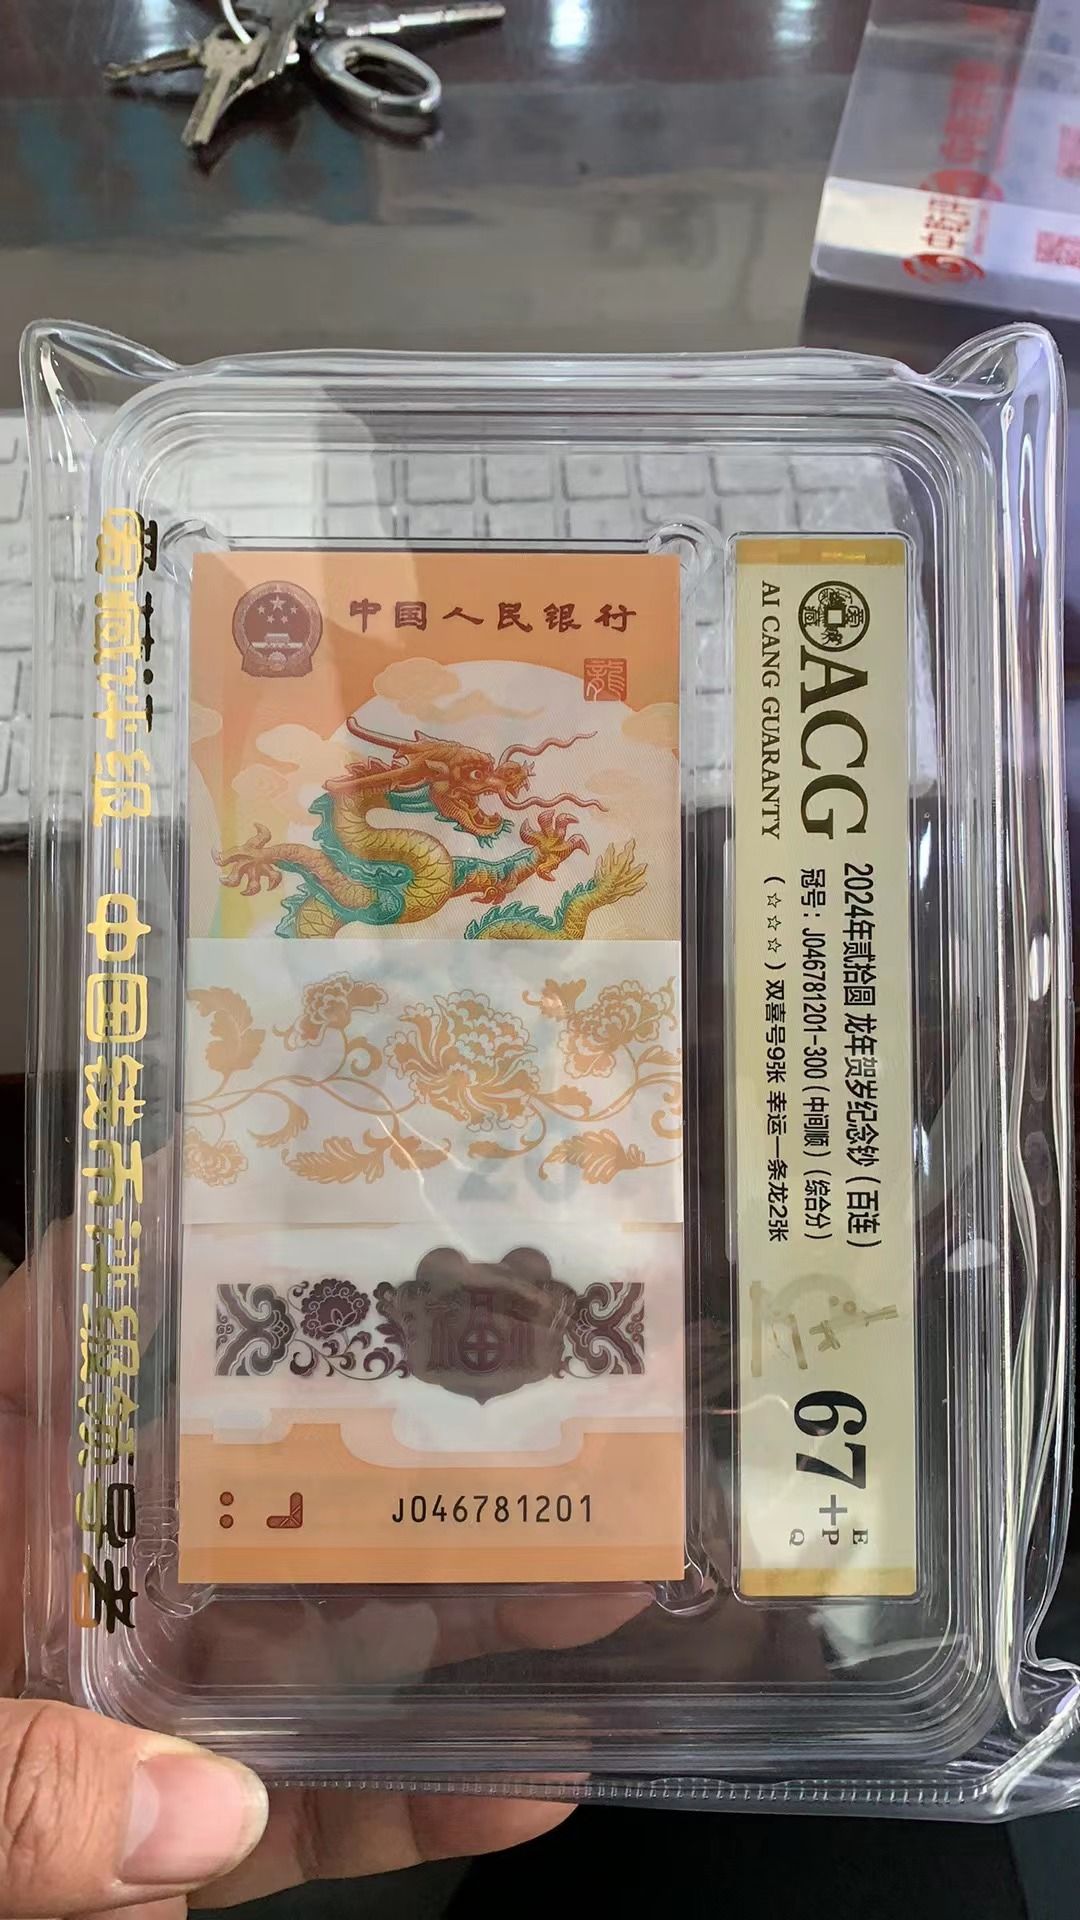 中国人民银行
龍
福
J046781201
爱藏评级-中国钱币评级领导者
ACG
AI CANG GUARANTY
2024年贰拾圆 龙年贺岁纪念钞(百连)
冠号:J046781201-300(中间顺)(综合分)
(☆☆☆)双喜号9张 幸运一条龙2张
67+
E
P
Q